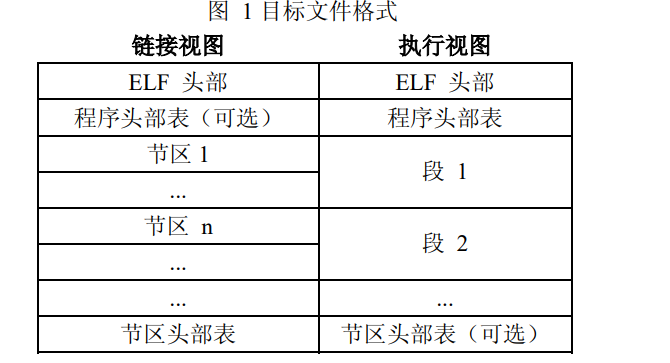 图 1目标文件格式
链接视图 执行视图
ELF 头部 ELF 头部
程序头部表（可选） 程序头部表
节区 1
段 1
...
节区 n
段 2
...
... ...
节区头部表 节区头部表（可选）